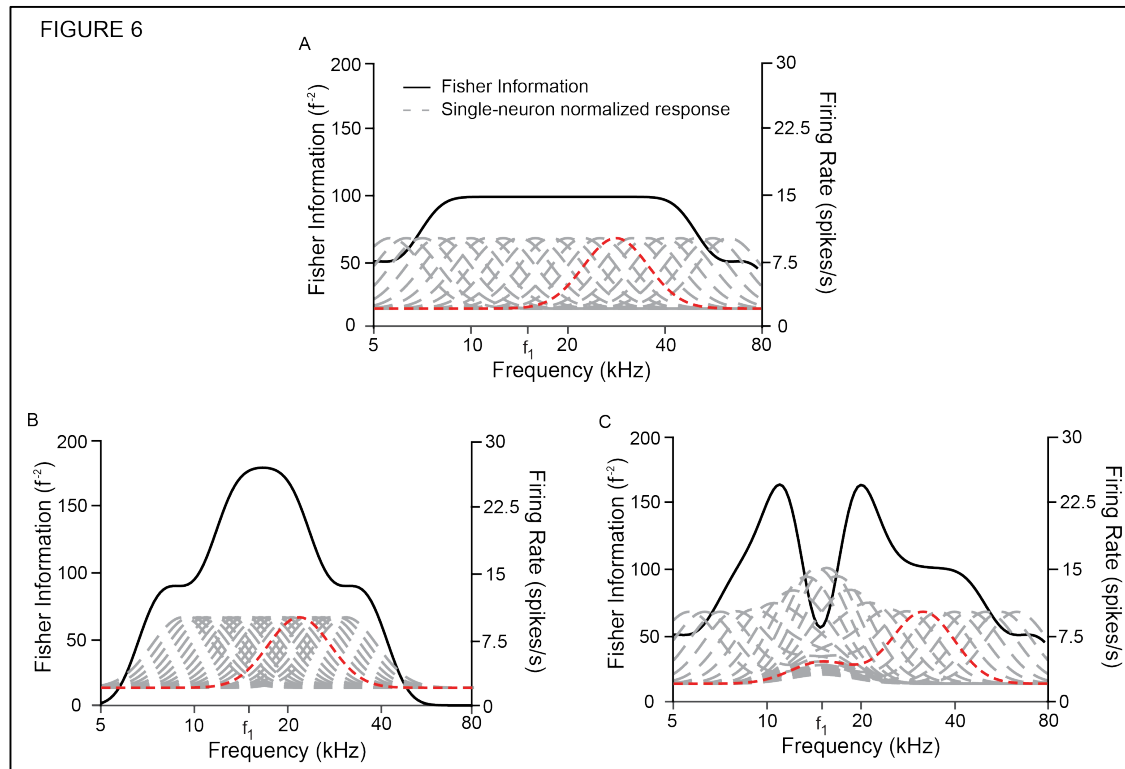 FIGURE 6
A
Fisher Information (f⁻²)
200
150
100
50
0
Fisher Information
Single-neuron normalized response
30
22.5
15
7.5
0
Firing Rate (spikes/s)
5 10 f₁ 20 40 80
Frequency (kHz)
B
Fisher Information (f⁻²)
200
150
100
50
0
30
22.5
15
7.5
0
Firing Rate (spikes/s)
5 10 f₁ 20 40 80
Frequency (kHz)
C
Fisher Information (f⁻²)
200
150
100
50
0
30
22.5
15
7.5
0
Firing Rate (spikes/s)
5 10 f₁ 20 40 80
Frequency (kHz)